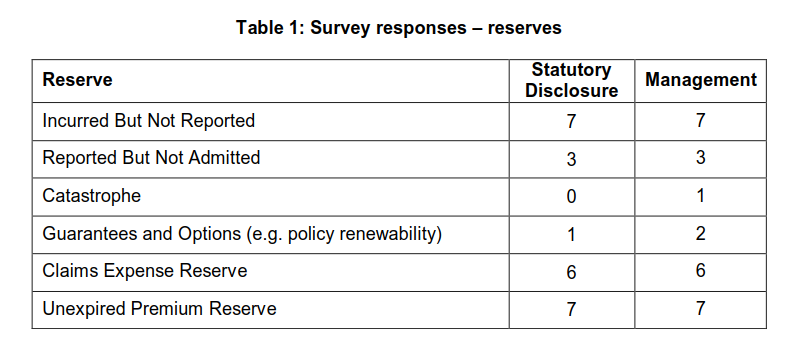 Table 1: Survey responses – reserves
Reserve Statutory Disclosure Management
Incurred But Not Reported 7 7
Reported But Not Admitted 3 3
Catastrophe 0 1
Guarantees and Options (e.g. policy renewability) 1 2
Claims Expense Reserve 6 6
Unexpired Premium Reserve 7 7